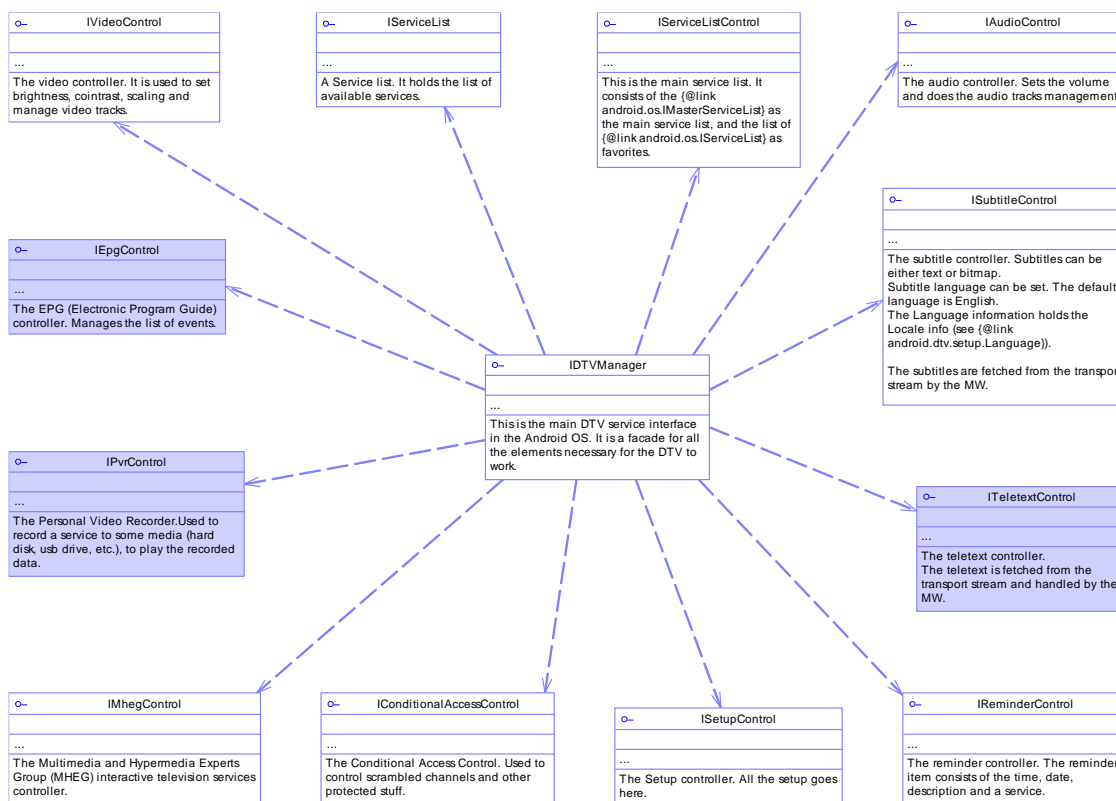 IVideoControl
...
The video controller. It is used to set
brightness, cointrast, scaling and
manage video tracks.
IServiceList
...
A Service list. It holds the list of
available services.
IServiceListControl
...
This is the main service list. It
consists of the {@link
android.os.IMasterServiceList} as
the main service list, and the list of
{@link android.os.IServiceList} as
favorites.
IAudioControl
...
The audio controller. Sets the volume
and does the audio tracks management
ISubtitleControl
...
The subtitle controller. Subtitles can be
either text or bitmap.
Subtitle language can be set. The default
language is English.
The Language information holds the
Locale info (see {@link
android.dtv.setup.Language}).
The subtitles are fetched from the transpor
stream by the MW.
IEpgControl
...
The EPG (Electronic Program Guide)
controller. Manages the list of events.
IDTVManager
...
This is the main DTV service interface
in the Android OS. It is a facade for all
the elements necessary for the DTV to
work.
IPvrControl
...
The Personal Video Recorder.Used to
record a service to some media (hard
disk, usb drive, etc.), to play the recorded
data.
ITeletextControl
...
The teletext controller.
The teletext is fetched from the
transport stream and handled by the
MW.
IMhegControl
...
The Multimedia and Hypermedia Experts
Group (MHEG) interactive television services
controller.
IConditionalAccessControl
...
The Conditional Access Control. Used to
control scrambled channels and other
protected stuff.
ISetupControl
...
The Setup controller. All the setup goes
here.
IReminderControl
...
The reminder controller. The reminder
item consists of the time, date,
description and a service.